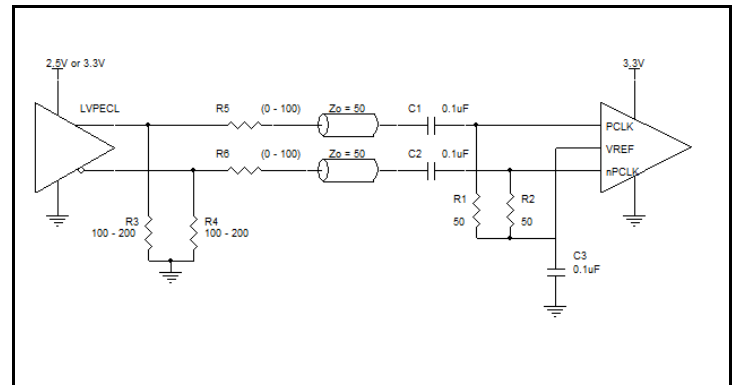 2.5V or 3.3V
3.3V
LVPECL
R5
(0 - 100)
Zo = 50
C1
0.1uF
PCLK
VREF
R6
(0 - 100)
Zo = 50
C2
0.1uF
nPCLK
R1
50
R2
50
R3
100 - 200
R4
100 - 200
C3
0.1uF